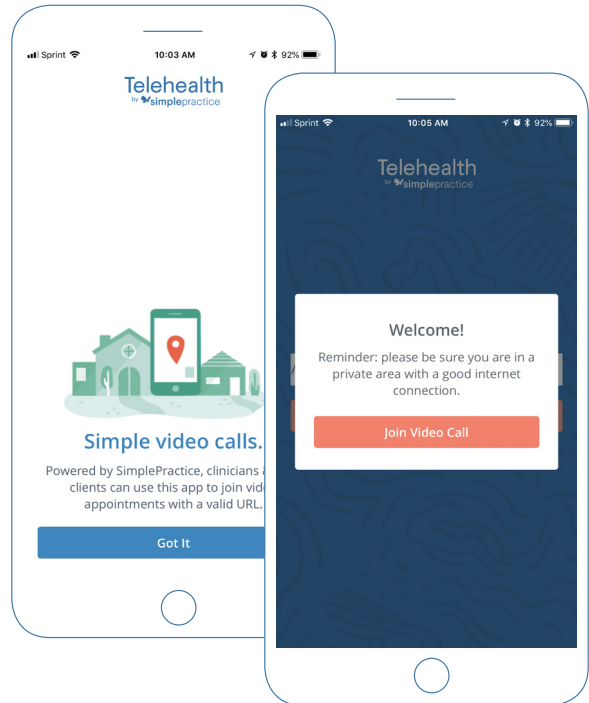 Sprint
10:03 AM
92%
Telehealth
by simplepractice
Simple video calls.
Powered by SimplePractice, clinicians
clients can use this app to join
appointments with a valid URL.
Got It
Sprint
10:05 AM
92%
Telehealth
by simplepractice
Welcome!
Reminder: please be sure you are in a
private area with a good internet
connection.
Join Video Call